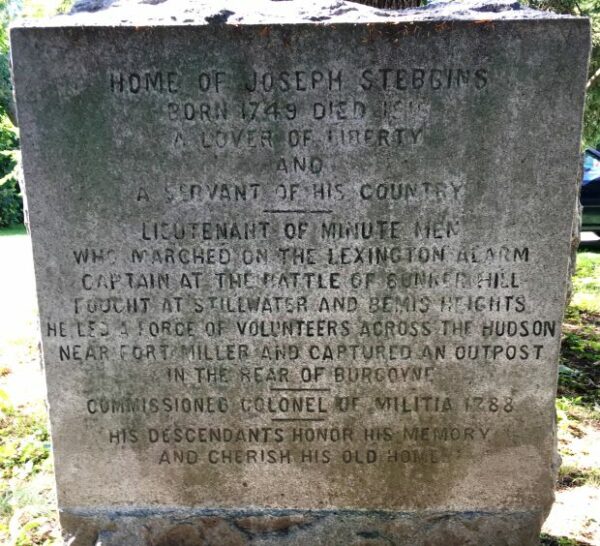 HOME OF JOSEPH STEBBINS
BORN 1749 DIED
A LOVER OF LIBERTY
AND
A SERVANT OF HIS COUNTRY
LIEUTENANT OF MINUTE MEN
WHO MARCHED ON THE LEXINGTON ALARM
CAPTAIN AT THE BATTLE OF BUNKER HILL
FOUGHT AT STILLWATER AND BEMIS HEIGHTS
HE LED A FORCE OF VOLUNTEERS ACROSS THE HUDSON
NEAR FORT MILLER AND CAPTURED AN OUTPOST
IN THE REAR OF BURGOYNE
COMMISSIONED COLONEL OF MILITIA 1788
HIS DESCENDANTS HONOR HIS MEMORY
AND CHERISH HIS OLD HOME